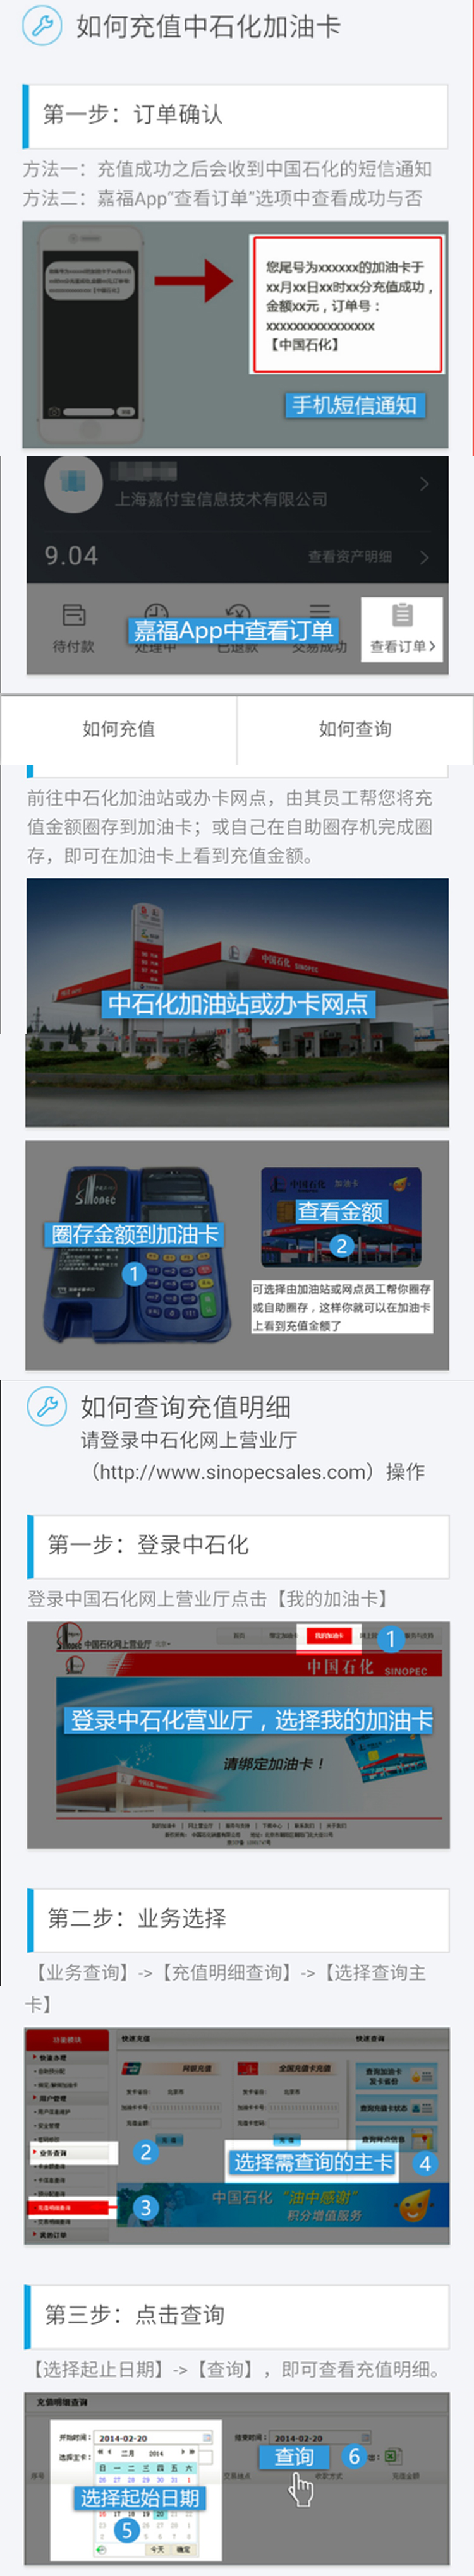 如何充值中石化加油卡
第一步：订单确认
方法一：充值成功之后会收到中国石化的短信通知
方法二：嘉福App“查看订单”选项中查看成功与否
您尾号为xxxxxx的加油卡于
xx月xx日xx时xx分充值成功，
金额xx元，订单号：
xxxxxxxxxxxxxxxx
【中国石化】
手机短信通知
上海嘉付宝信息技术有限公司
9.04
查看资产明细
嘉福App中查看订单
待付款
处理中
已退款
交易成功
查看订单
如何充值
如何查询
前往中石化加油站或办卡网点，由其员工帮您将充
值金额圈存到加油卡；或自己在自助圈存机完成圈
存，即可在加油卡上看到充值金额。
中国石化 SINOPEC
中石化加油站或办卡网点
SINOPEC
中国石化 加油卡
圈存金额到加油卡
1
查看金额
2
可选择由加油站或网点员工帮你圈存
或自助圈存，这样你就可以在加油卡
上看到充值金额了
如何查询充值明细
请登录中石化网上营业厅
（http://www.sinopecsales.com）操作
第一步：登录中石化
登录中国石化网上营业厅点击【我的加油卡】
中国石化网上营业厅
首页
我的加油卡
1
中国石化 SINOPEC
登录中石化营业厅，选择我的加油卡
请绑定加油卡！
第二步：业务选择
【业务查询】->【充值明细查询】->【选择查询主
卡】
功能模块
快速充值
快速查询
网银充值
全国充值卡充值
查询加油卡
发卡省份
用户管理
查询充值卡状态
业务查询
2
查询网点信息
选择需查询的主卡
4
充值明细查询
3
中国石化 “油中感谢”
积分增值服务
我的订单
第三步：点击查询
【选择起止日期】->【查询】，即可查看充值明细。
充值明细查询
开始时间：
2014-02-20
结束时间：
2014-02-20
选择主卡：
二月 2014
查询
6
日 一 二 三 四 五 六
序号
交易地点
充值金额
选择起始日期
5
今天
确定